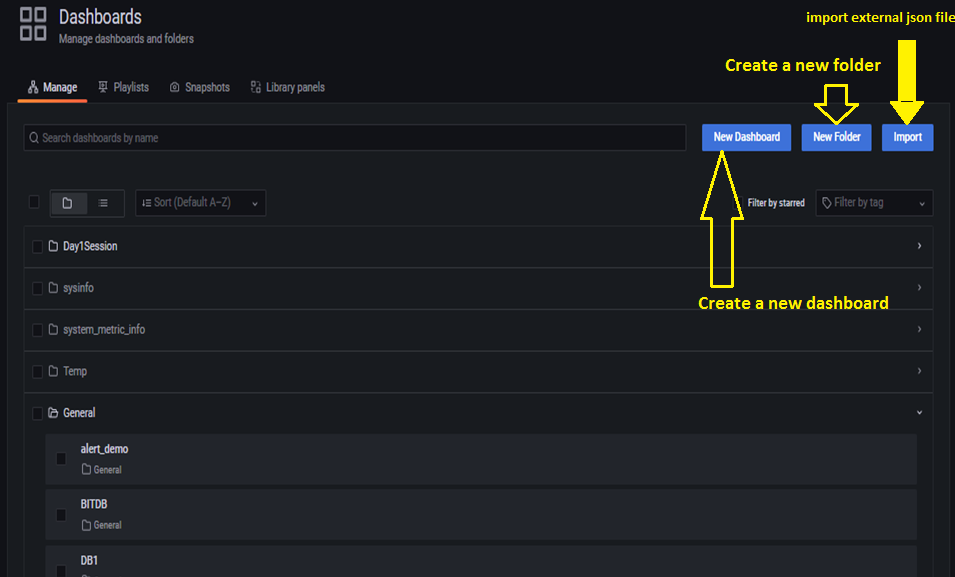 Dashboards
Manage dashboards and folders
import external json file
Create a new folder
Manage
Playlists
Snapshots
Library panels
Search dashboards by name
New Dashboard
New Folder
Import
Sort (Default A–Z)
Filter by starred
Filter by tag
Day1Session
sysinfo
Create a new dashboard
system_metric_info
Temp
General
alert_demo
General
BITDB
General
DB1